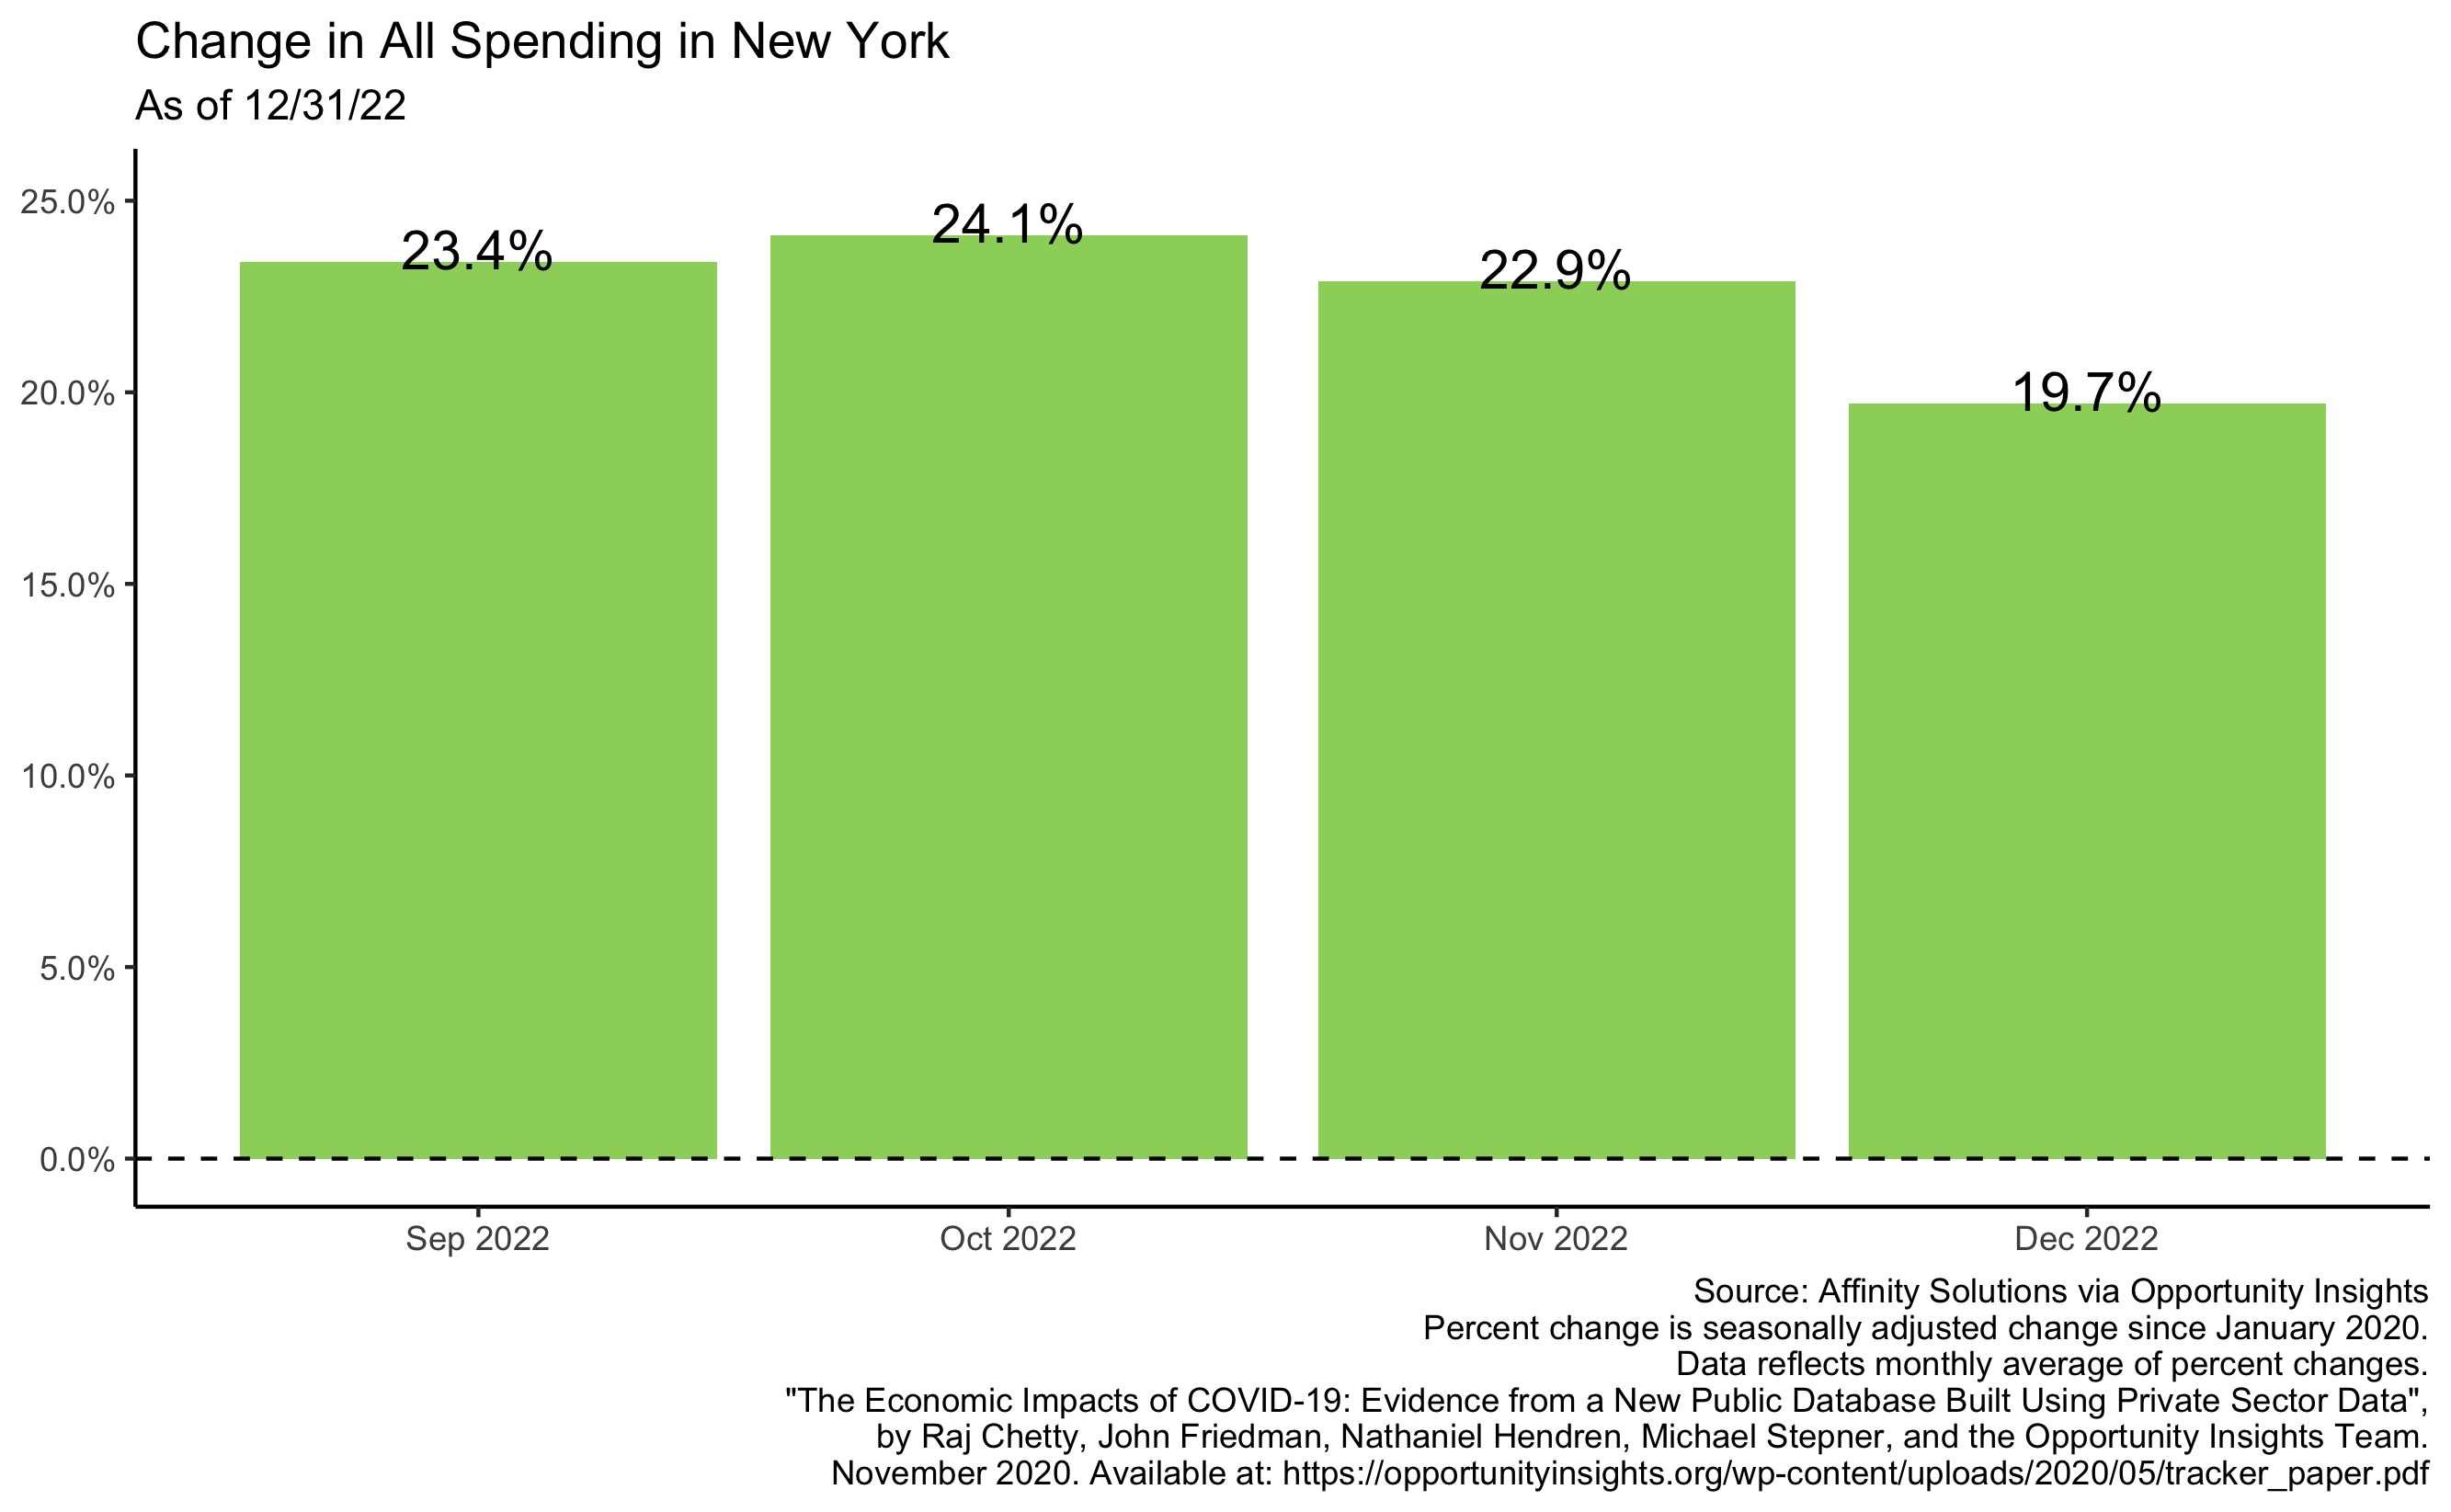 Change in All Spending in New York
As of 12/31/22
25.0%
20.0%
15.0%
10.0%
5.0%
0.0%
23.4%
24.1%
22.9%
19.7%
Sep 2022
Oct 2022
Nov 2022
Dec 2022
Source: Affinity Solutions via Opportunity Insights
Percent change is seasonally adjusted change since January 2020.
Data reflects monthly average of percent changes.
"The Economic Impacts of COVID-19: Evidence from a New Public Database Built Using Private Sector Data",
by Raj Chetty, John Friedman, Nathaniel Hendren, Michael Stepner, and the Opportunity Insights Team.
November 2020. Available at: https://opportunityinsights.org/wp-content/uploads/2020/05/tracker_paper.pdf